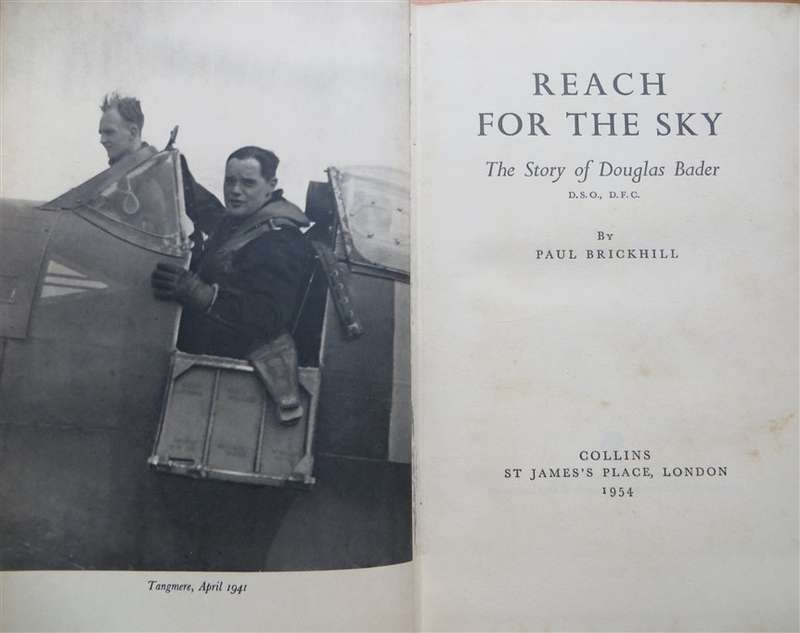 Tangmere, April 1941
REACH
FOR THE SKY
The Story of Douglas Bader
D.S.O., D.F.C.
BY
PAUL BRICKHILL
COLLINS
ST JAMES'S PLACE, LONDON
1954